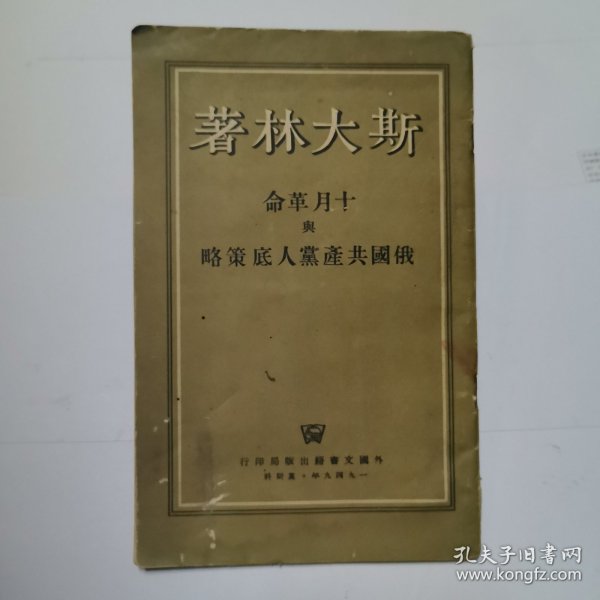 斯大林著
十月革命
與
俄國共產黨人底策略
外國文書籍出版局印行
一九四九年・莫斯科
孔夫子旧书网
www.kongfz.com